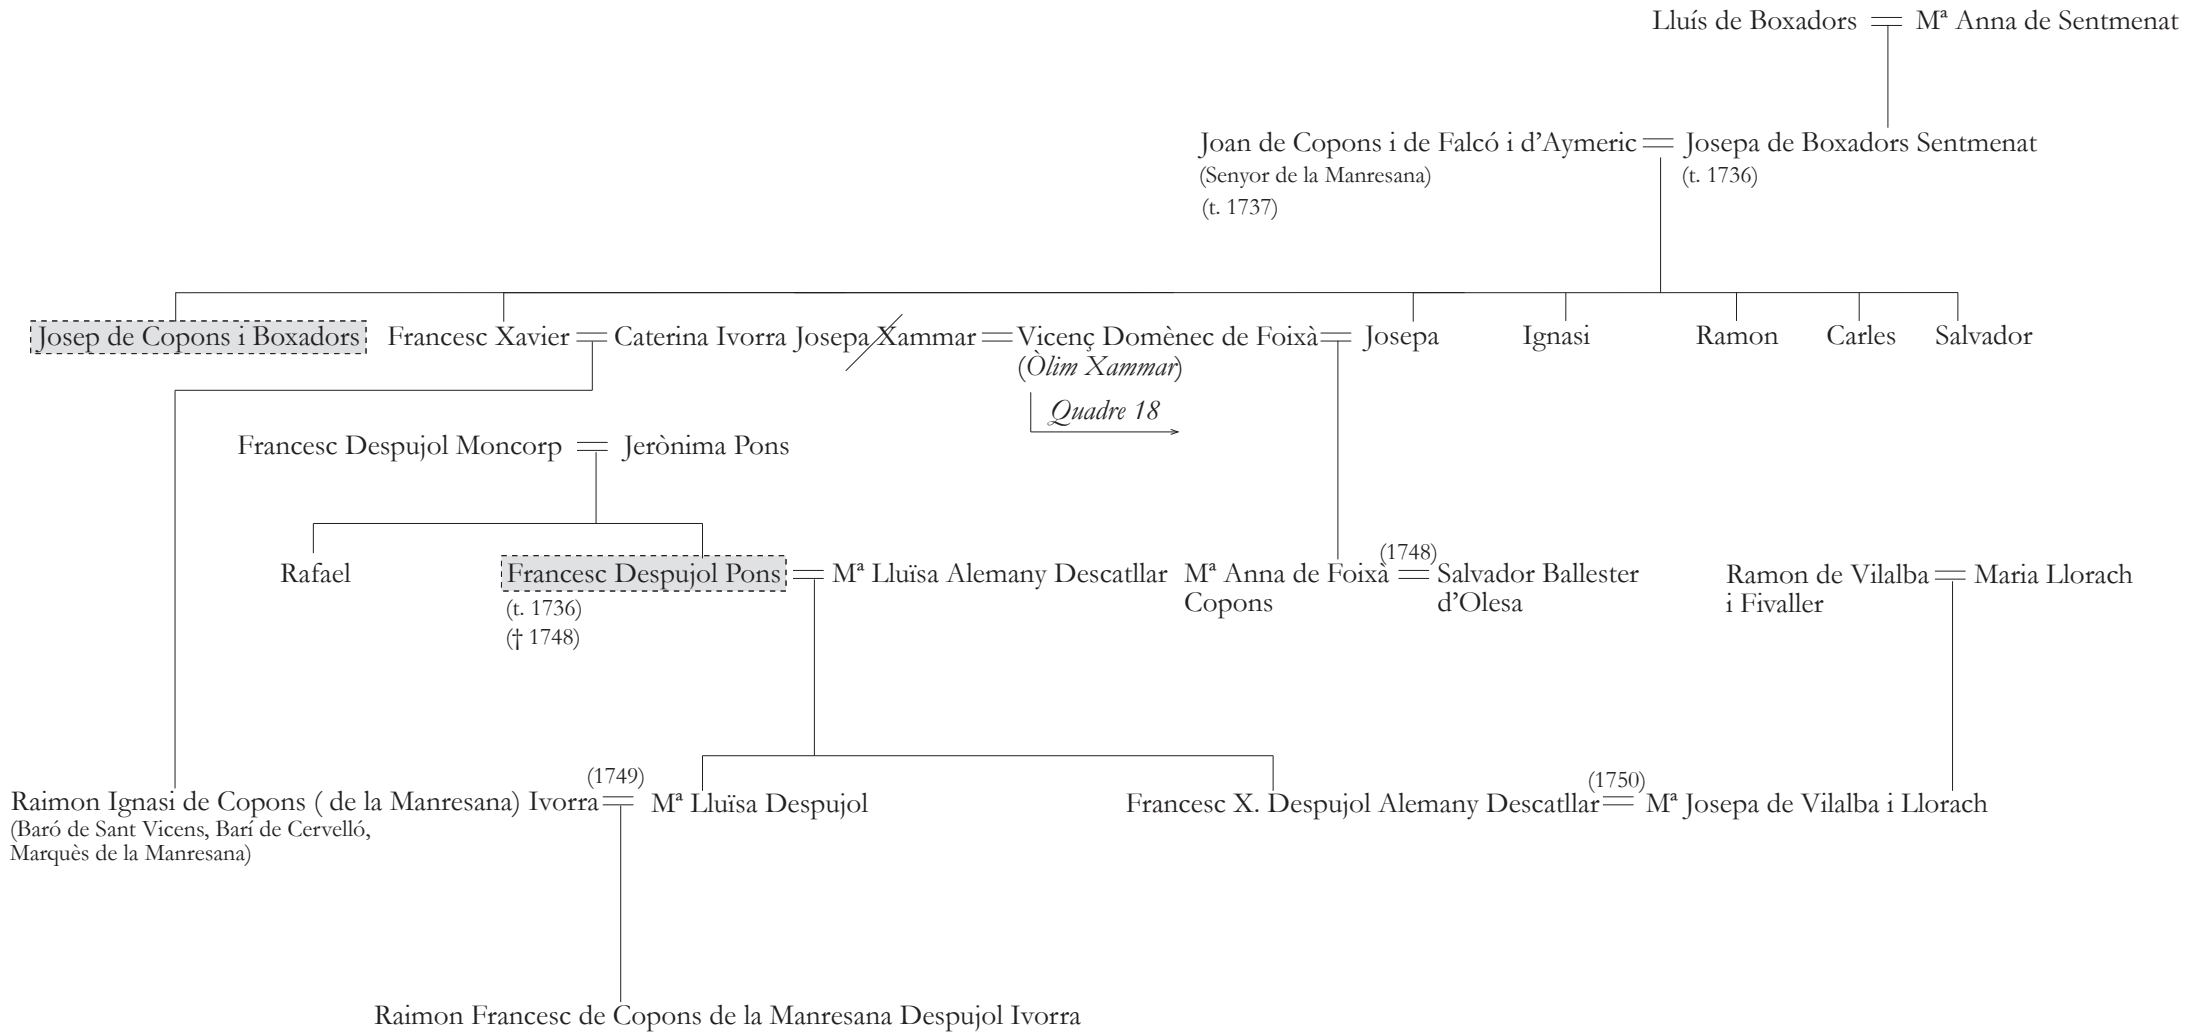 Lluís de Boxadors Mª Anna de Sentmenat
Joan de Copons i de Falcó i d'Aymeric Josepa de Boxadors Sentmenat
(Senyor de la Manresana) (t. 1736)
(t. 1737)
Josep de Copons i Boxadors Francesc Xavier Caterina Ivorra Josepa Xammar Vicenç Domènec de Foixà Josepa Ignasi Ramon Carles Salvador
(Òlim Xammar)
Quadre 18
Francesc Despujol Moncorp Jerònima Pons
(1748)
Rafael Francesc Despujol Pons Mª Lluïsa Alemany Descatllar Mª Anna de Foixà Salvador Ballester Ramon de Vilalba Maria Llorach
(t. 1736) Copons d'Olesa i Fivaller
(† 1748)
(1749) (1750)
Raimon Ignasi de Copons ( de la Manresana) Ivorra Mª Lluïsa Despujol Francesc X. Despujol Alemany Descatllar Mª Josepa de Vilalba i Llorach
(Baró de Sant Vicens, Barí de Cervelló,
Marquès de la Manresana)
Raimon Francesc de Copons de la Manresana Despujol Ivorra